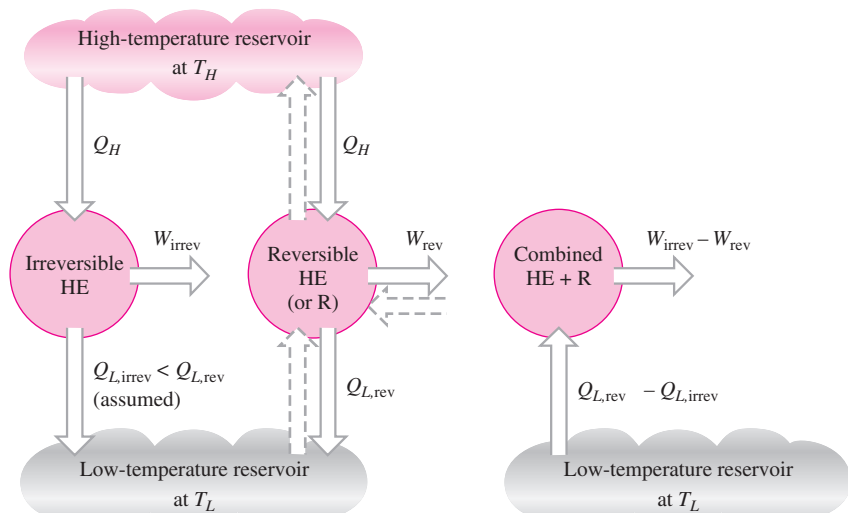 High-temperature reservoir
at T_H
Q_H
Q_H
Irreversible
HE
W_irrev
Reversible
HE
(or R)
W_rev
Combined
HE + R
W_irrev – W_rev
Q_L,irrev < Q_L,rev
(assumed)
Q_L,rev
Q_L,rev – Q_L,irrev
Low-temperature reservoir
at T_L
Low-temperature reservoir
at T_L